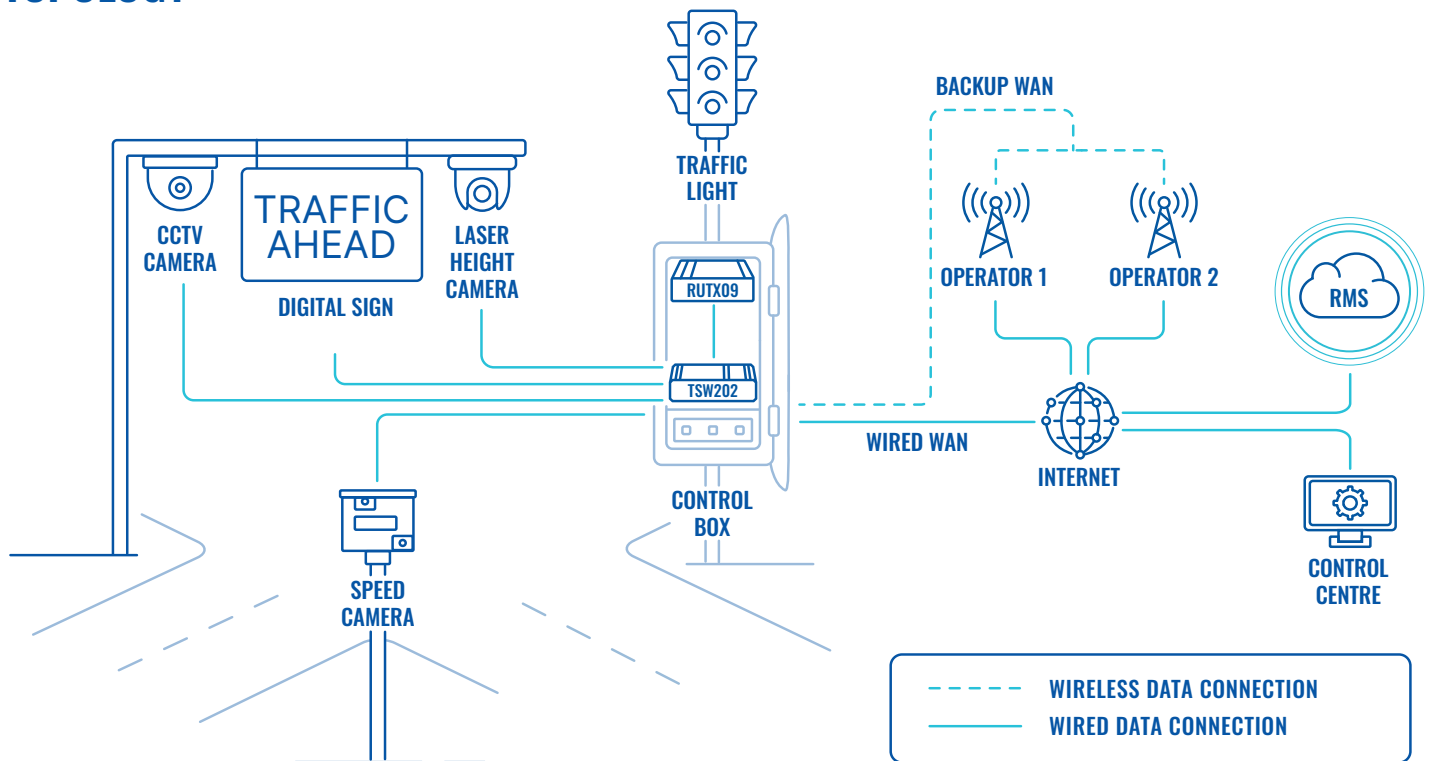 BACKUP WAN
TRAFFIC
LIGHT
TRAFFIC
AHEAD
CCTV
CAMERA
LASER
HEIGHT
CAMERA
DIGITAL SIGN
RUTX09
TSW202
OPERATOR 1
OPERATOR 2
RMS
WIRED WAN
INTERNET
CONTROL
BOX
SPEED
CAMERA
CONTROL
CENTRE
WIRELESS DATA CONNECTION
WIRED DATA CONNECTION